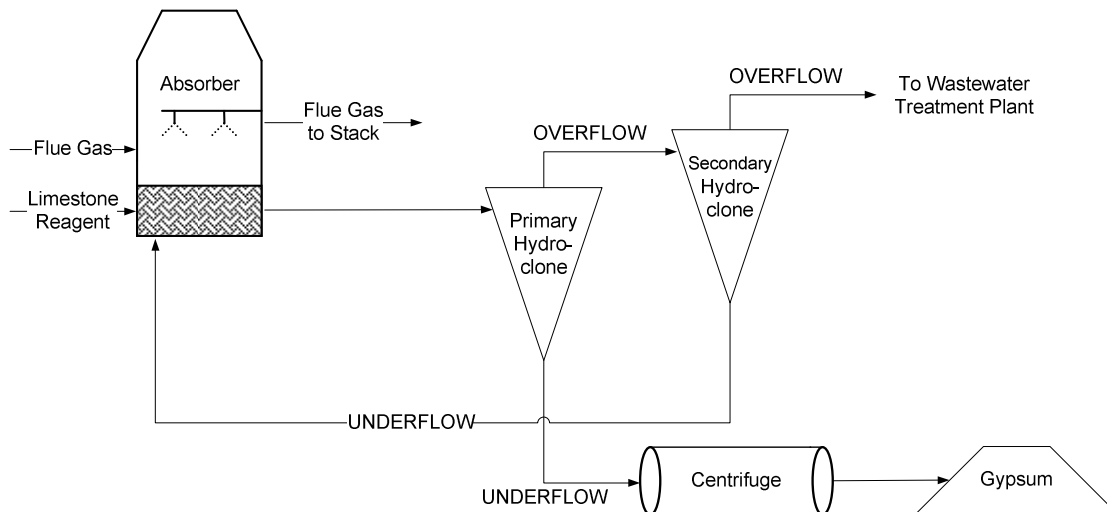 Absorber
Flue Gas
Flue Gas
to Stack
Limestone
Reagent
OVERFLOW
Primary
Hydro-
clone
OVERFLOW
To Wastewater
Treatment Plant
Secondary
Hydro-
clone
UNDERFLOW
UNDERFLOW
Centrifuge
Gypsum